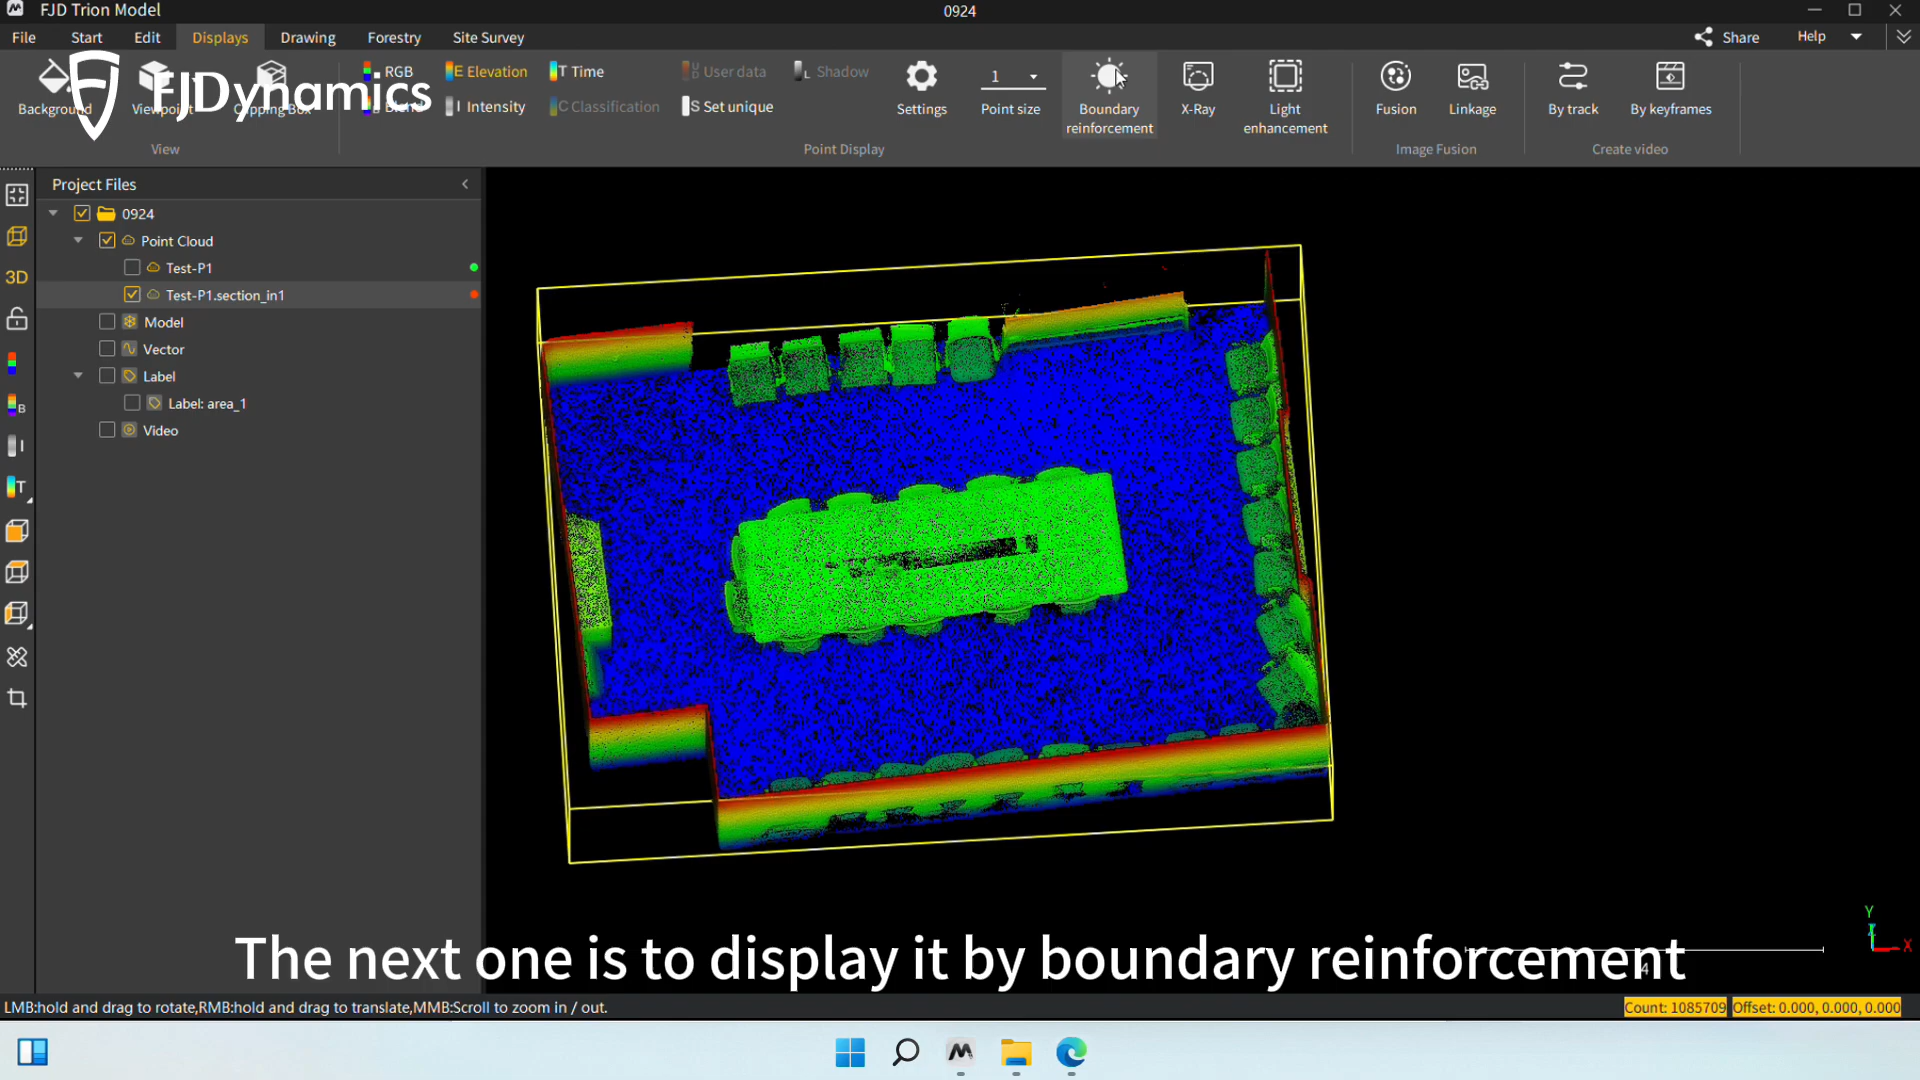 FJD Trion Model
0924
File
Start
Edit
Displays
Drawing
Forestry
Site Survey
Share
Help
FJDynamics
Background
RGB
Elevation
Time
User data
Shadow
Intensity
Classification
Set unique
Settings
1
Point size
Boundary
reinforcement
X-Ray
Light
enhancement
Fusion
Linkage
By track
By keyframes
View
Point Display
Image Fusion
Create video
Project Files
0924
Point Cloud
3D
Test-P1
Test-P1.section_in1
Model
Vector
Label
Label: area_1
Video
Y
Z
X
The next one is to display it by boundary reinforcement
LMB:hold and drag to rotate,RMB:hold and drag to translate,MMB:Scroll to zoom in / out.
Count: 1085709
Offset: 0.000, 0.000, 0.000